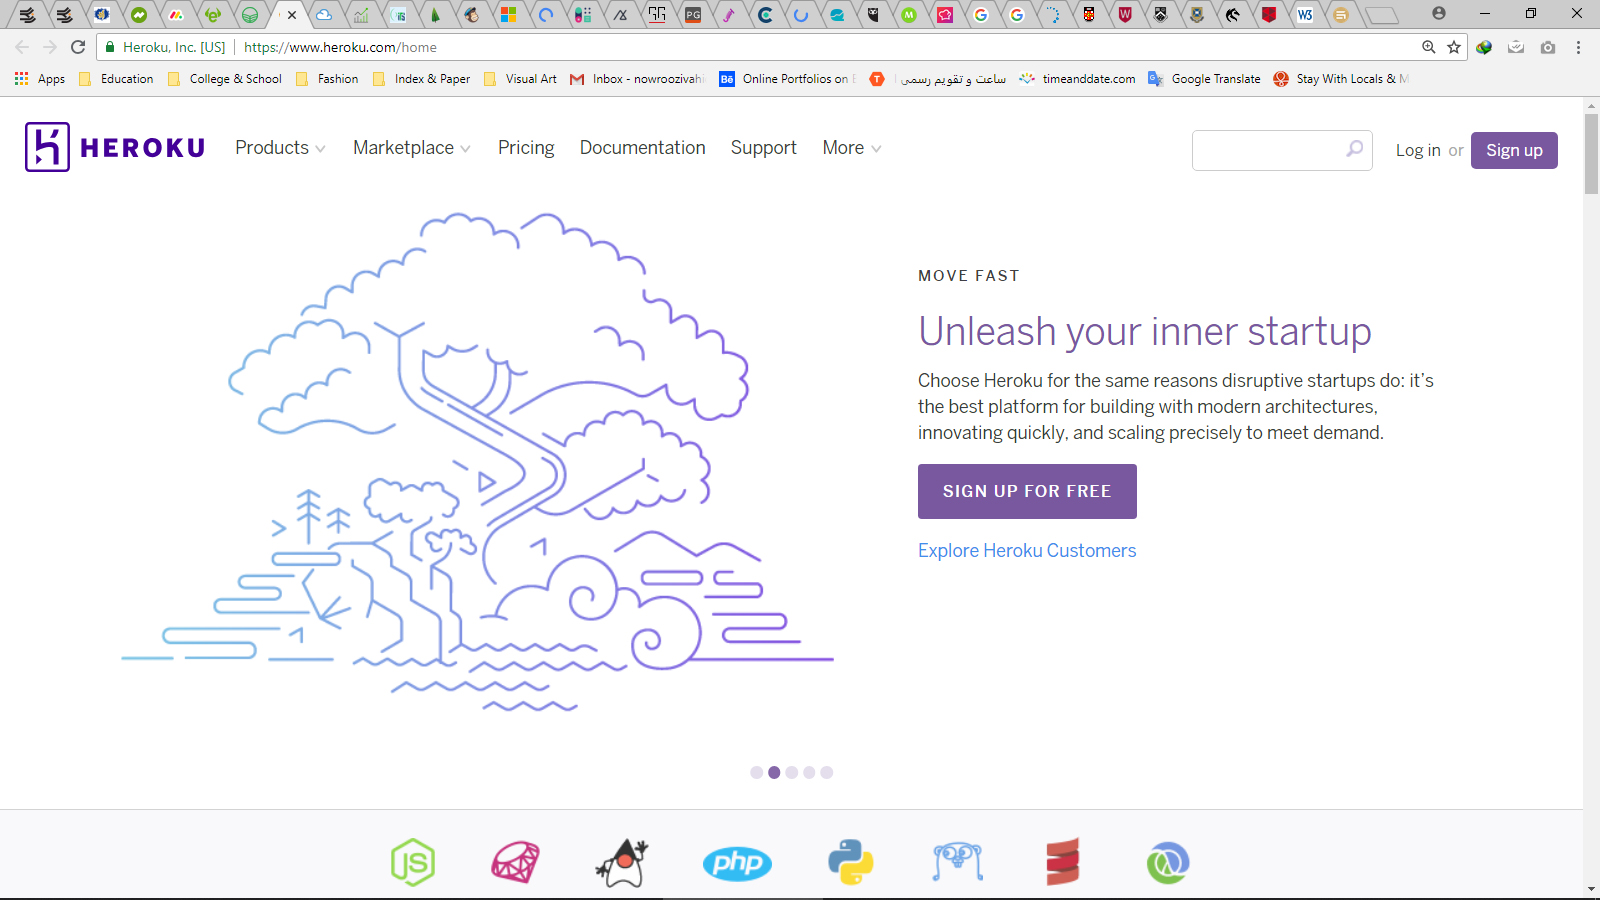 Heroku, Inc. [US]
https://www.heroku.com/home
Apps
Education
College & School
Fashion
Index & Paper
Visual Art
Inbox - nowroozivahi
Online Portfolios on
ساعت و تقویم رسمی
timeanddate.com
Google Translate
Stay With Locals & M
HEROKU
Products
Marketplace
Pricing
Documentation
Support
More
Log in or
Sign up
MOVE FAST
Unleash your inner startup
Choose Heroku for the same reasons disruptive startups do: it's
the best platform for building with modern architectures,
innovating quickly, and scaling precisely to meet demand.
SIGN UP FOR FREE
Explore Heroku Customers
JS
php